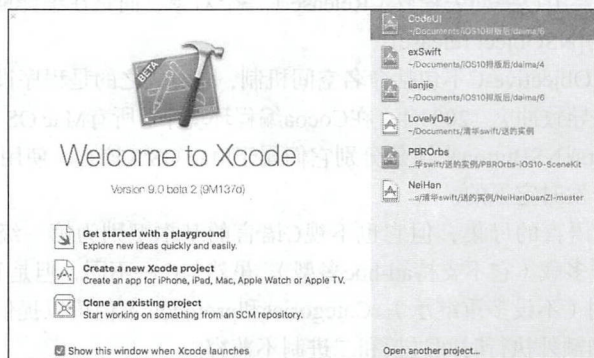 BETA
Welcome to Xcode
Version 9.0 beta 2 (9M137d)
Get started with a playground
Explore new ideas quickly and easily.
Create a new Xcode project
Create an app for iPhone, iPad, Mac, Apple Watch or Apple TV.
Clone an existing project
Start working on something from an SCM repository.
Show this window when Xcode launches
CodeUI
~/Documents/iOS10排版后/daima/6
exSwift
~/Documents/iOS10排版后/daima/4
lianjie
~/Documents/iOS10排版后/daima/6
LovelyDay
~/Documents/清华swift/送的实例
PBROrbs
...华swift/送的实例/PBROrbs-iOS10-SceneKit
NeiHan
...s/清华swift/送的实例/NeiHanDuanZi-master
Open another project...